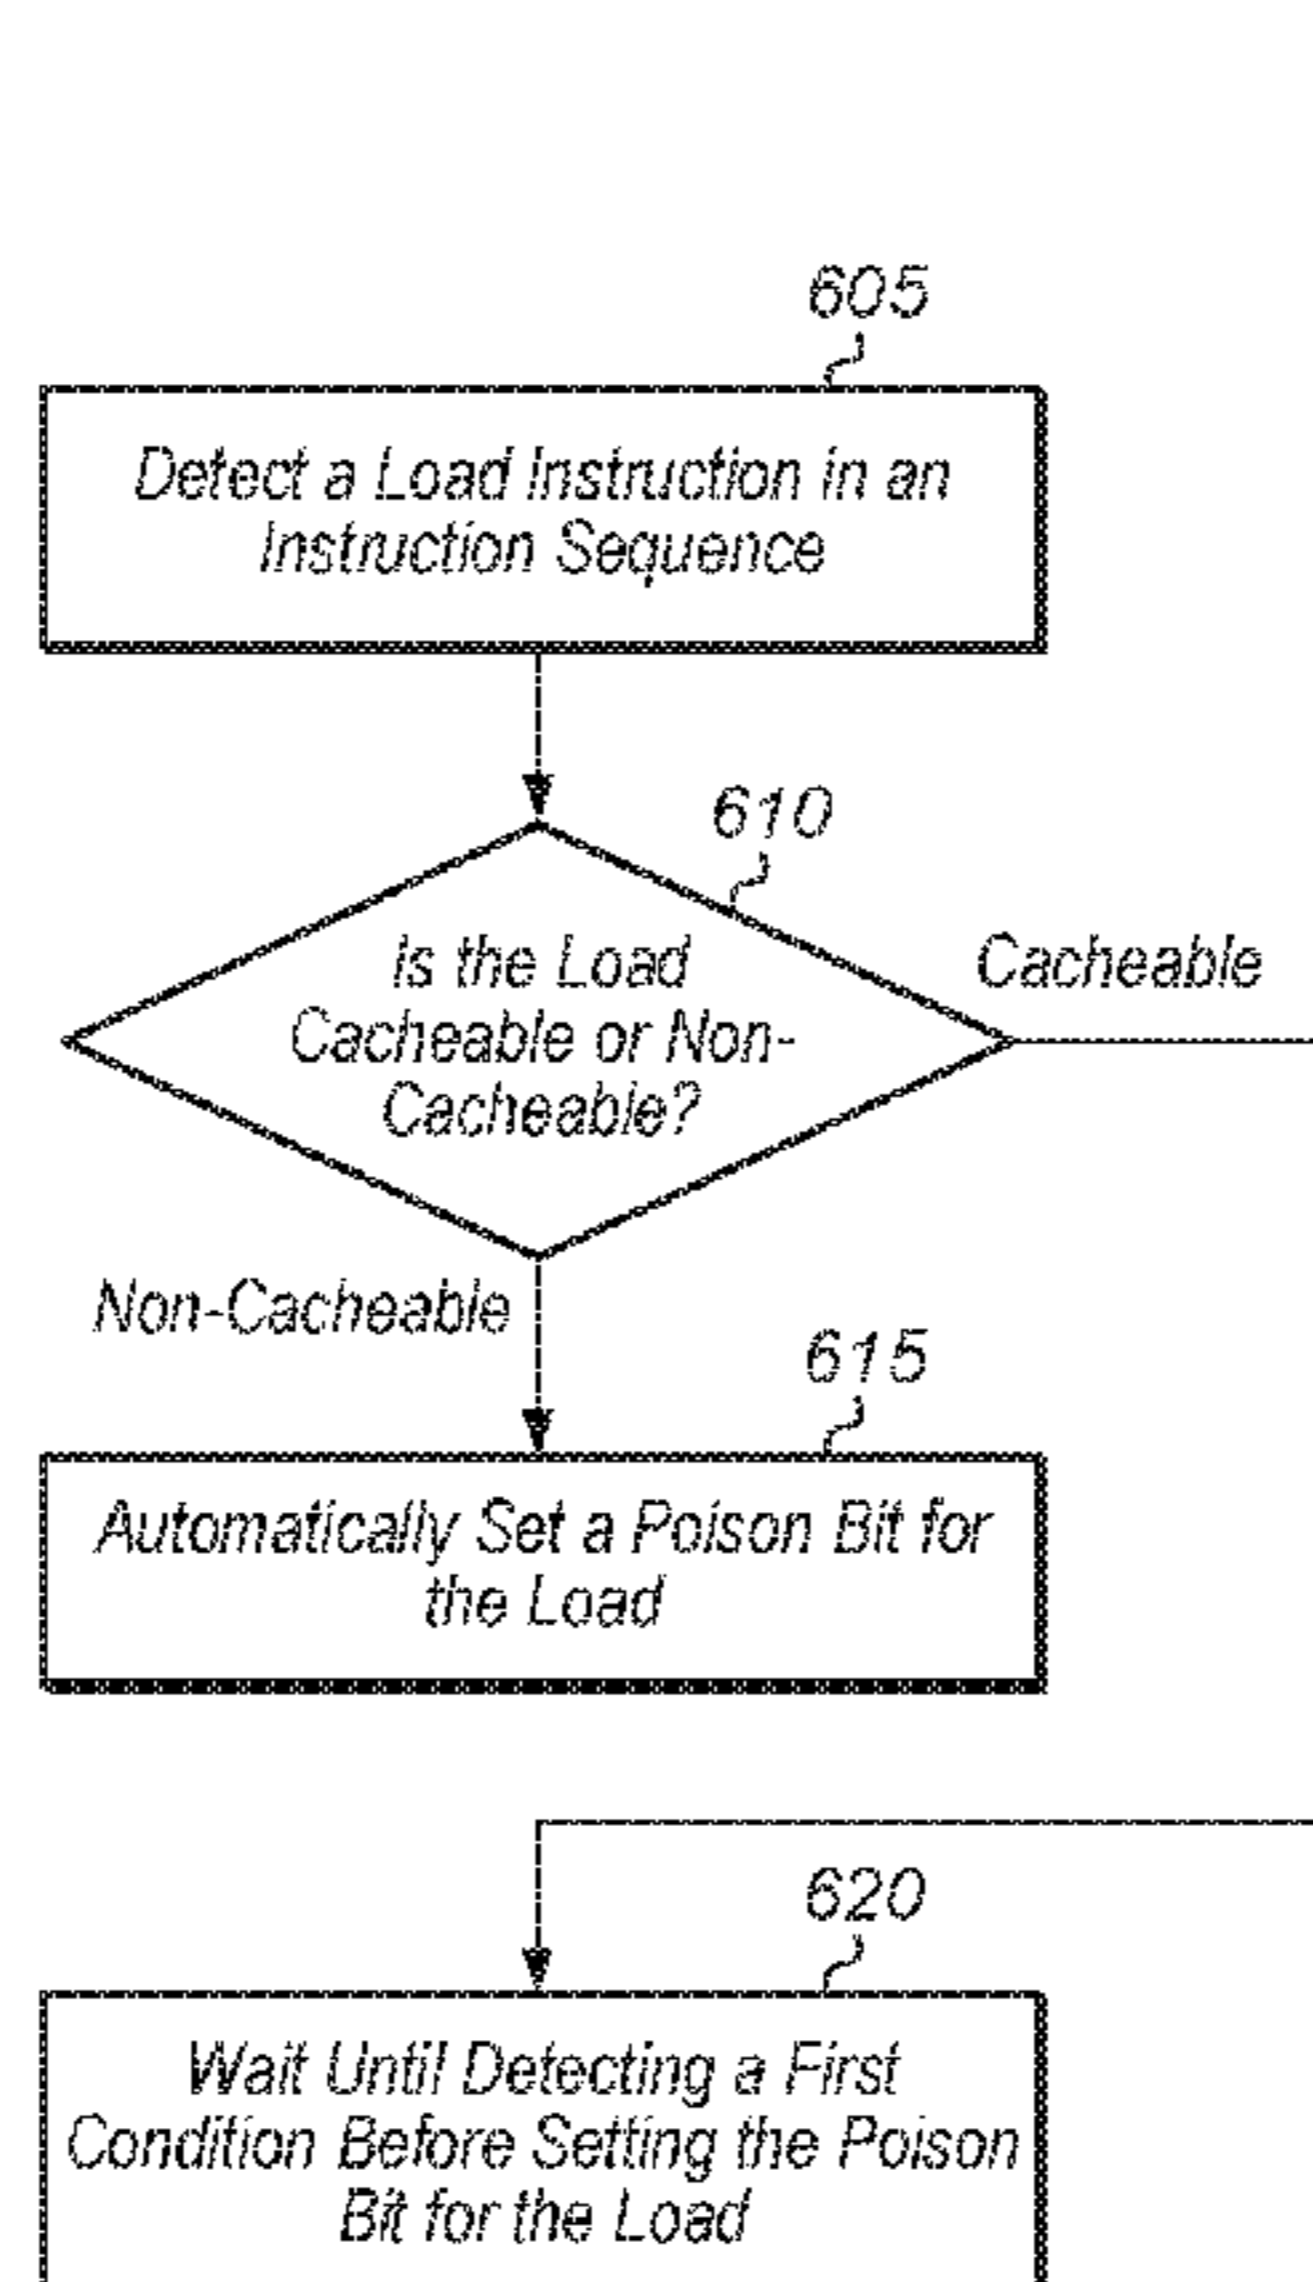 605
Detect a Load Instruction in an
Instruction Sequence
610
Is the Load
Cacheable or Non-
Cacheable?
Cacheable
Non-Cacheable
615
Automatically Set a Poison Bit for
the Load
620
Wait Until Detecting a First
Condition Before Setting the Poison
Bit for the Load